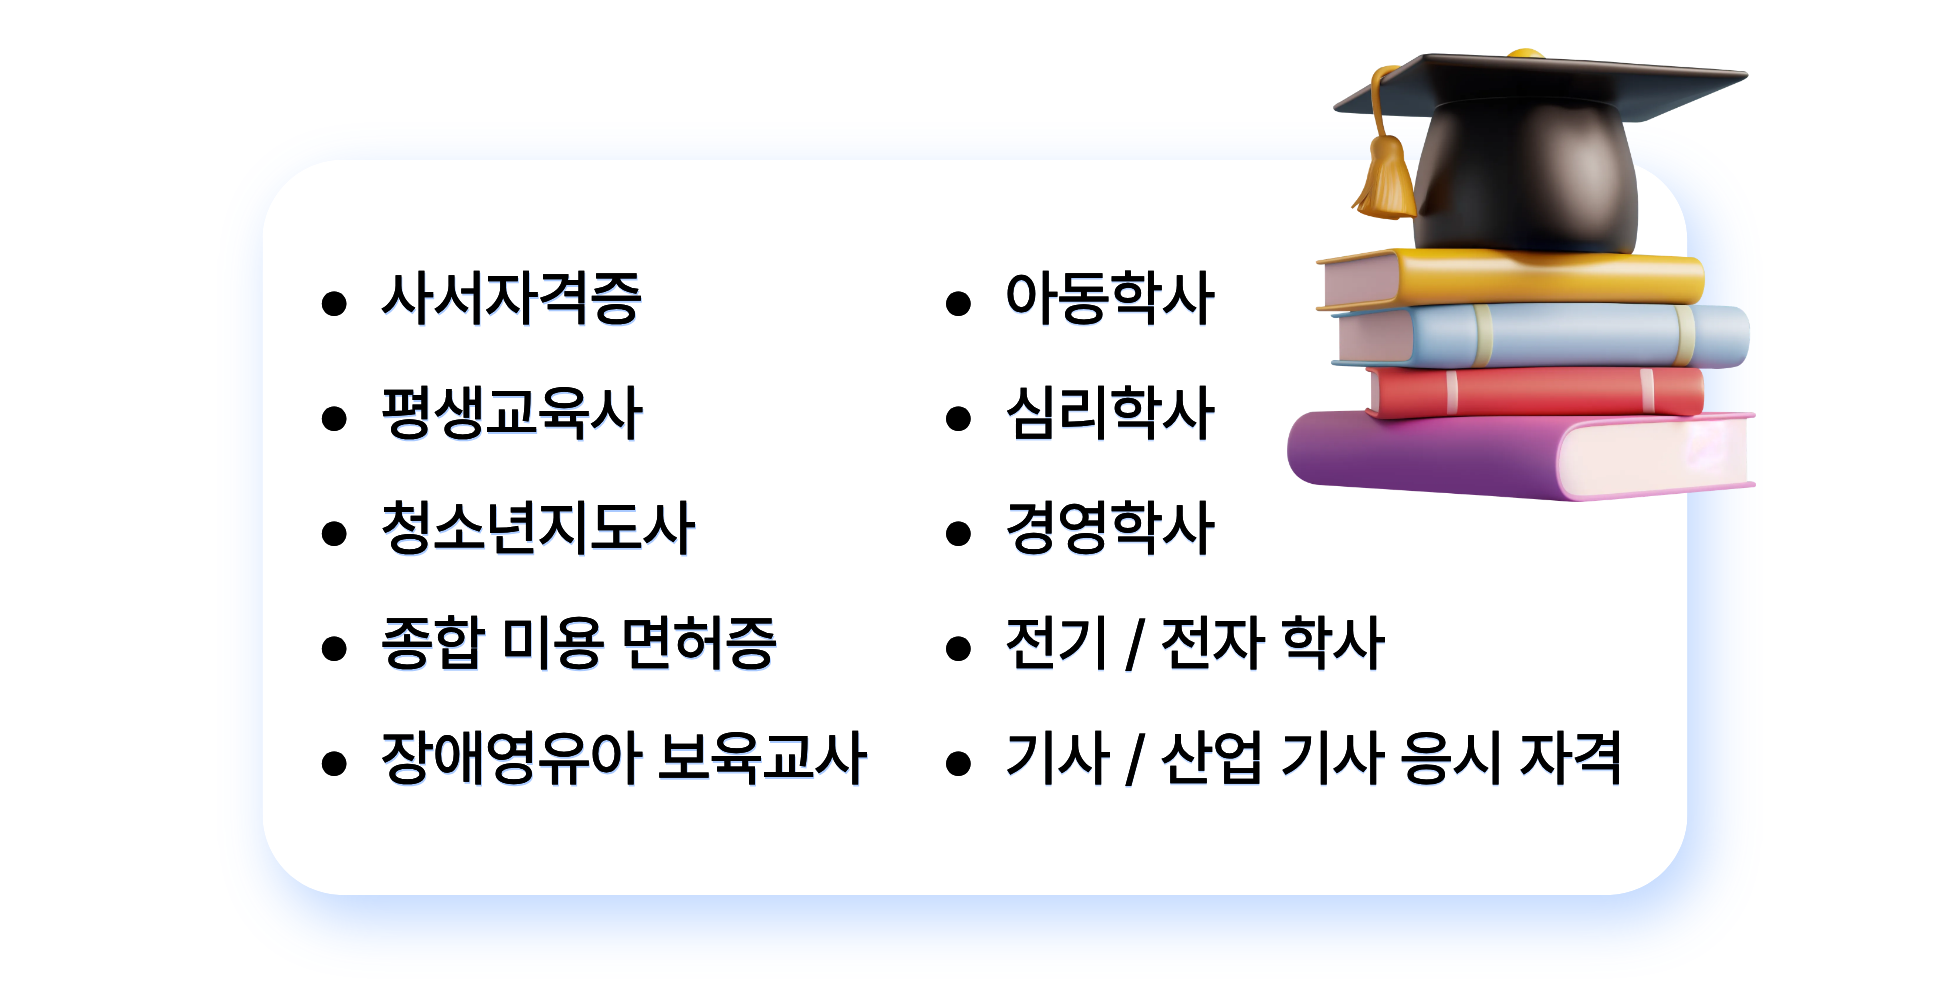 사서자격증
평생교육사
청소년지도사
종합 미용 면허증
장애영유아 보육교사
아동학사
심리학사
경영학사
전기 / 전자 학사
기사 / 산업 기사 응시 자격